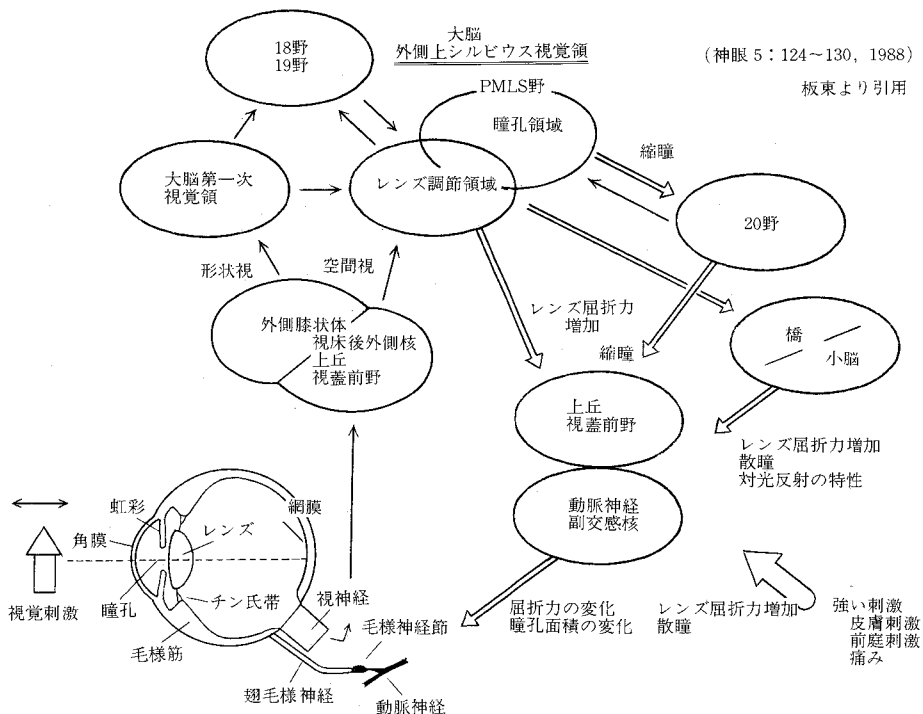 大脳
外側上シルビウス視覚領
(神眼 5：124～130, 1988)
板東より引用
18野
19野
PMLS野
瞳孔領域
縮瞳
大脳第一次
視覚領
レンズ調節領域
20野
形状視
空間視
外側膝状体
視床後外側核
上丘
視蓋前野
レンズ屈折力
増加
縮瞳
橋
小脳
上丘
視蓋前野
レンズ屈折力増加
散瞳
対光反射の特性
動脈神経
副交感核
虹彩
角膜
レンズ
網膜
視覚刺激
瞳孔
チン氏帯
毛様筋
視神経
毛様神経節
翅毛様神経
動脈神経
屈折力の変化
瞳孔面積の変化
レンズ屈折力増加
散瞳
強い刺激
皮膚刺激
前庭刺激
痛み